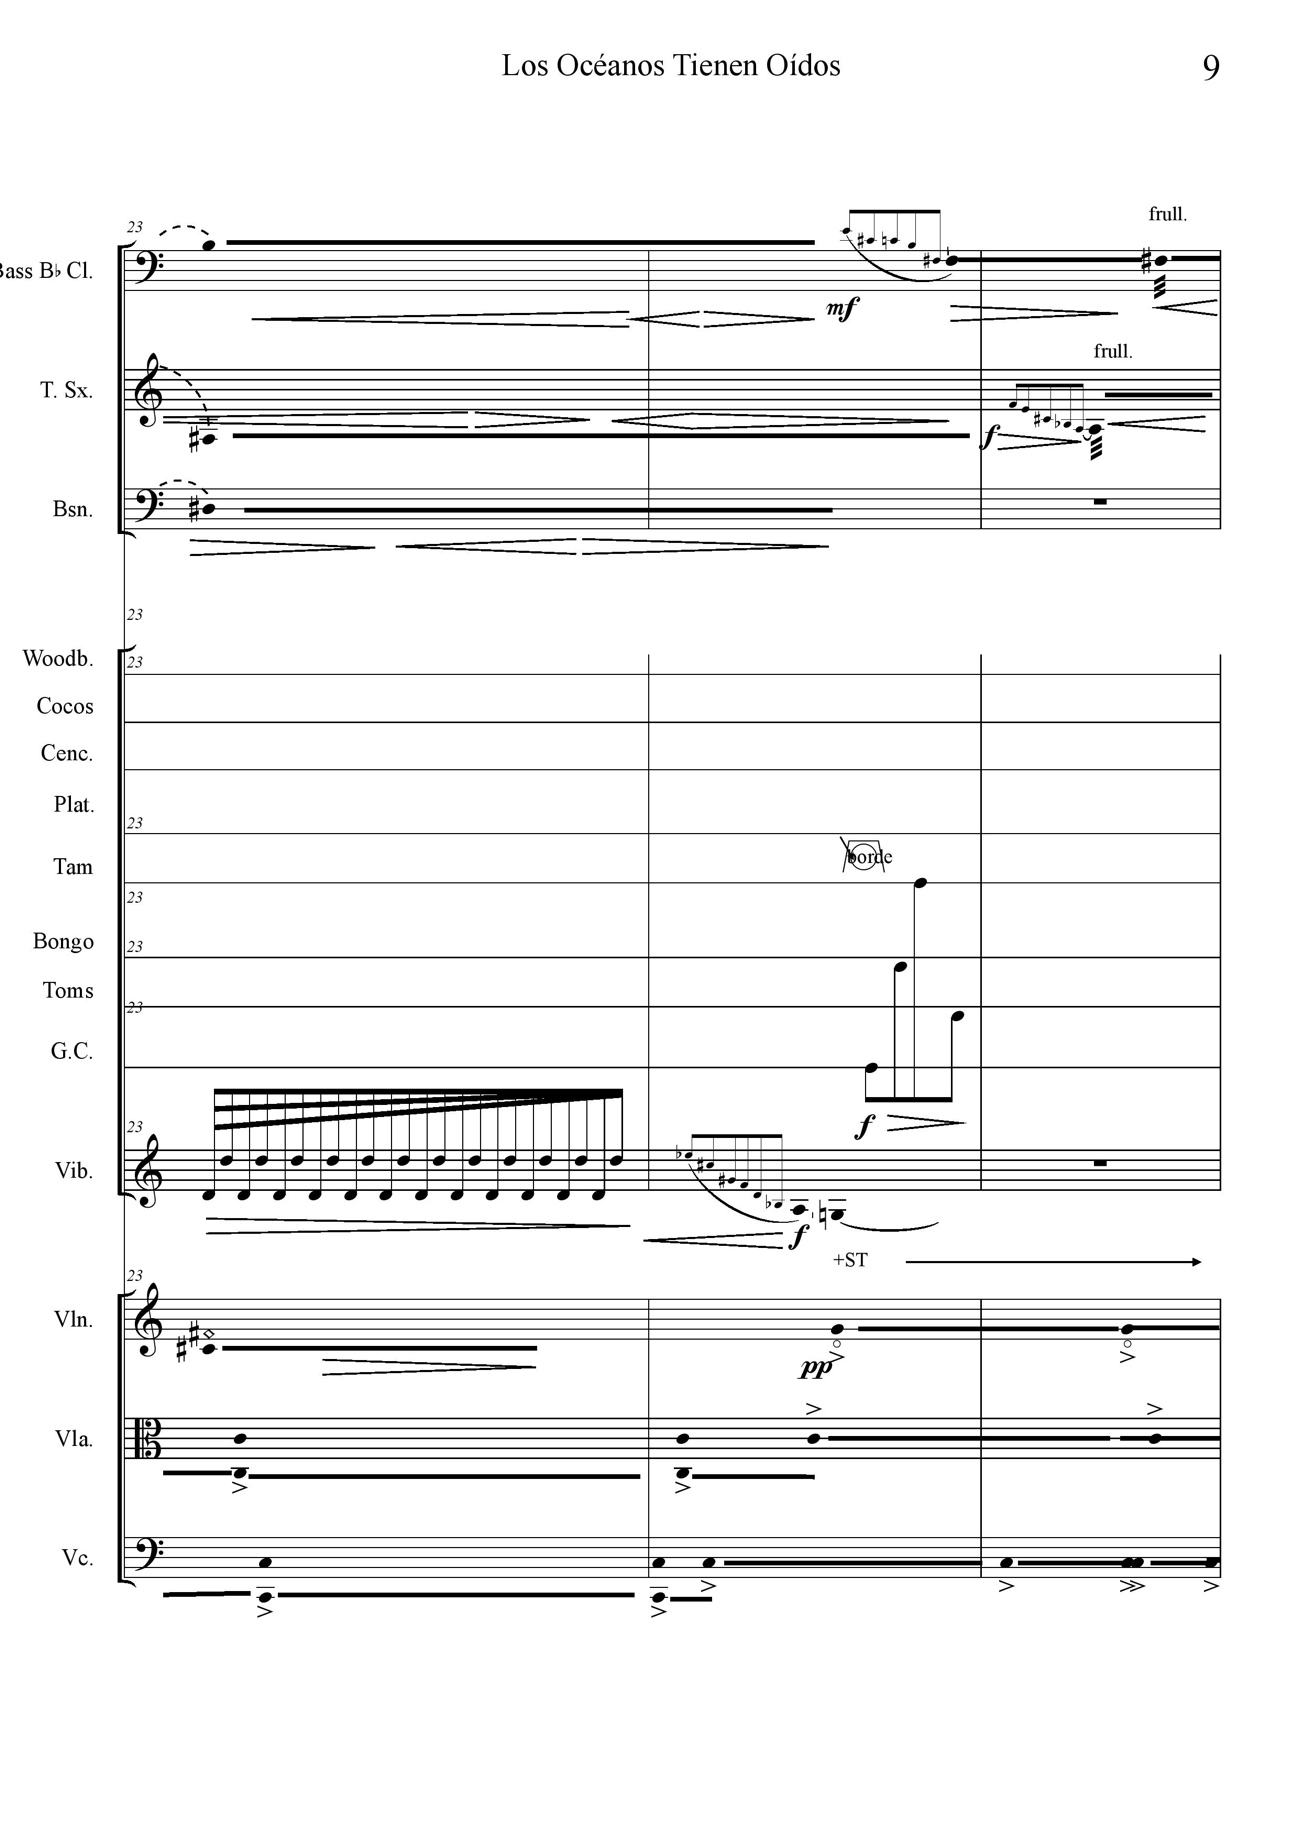 Los Océanos Tienen Oídos
9
frull.
23
Bass B♭ Cl.
mf
frull.
T. Sx.
f
Bsn.
23
Woodb.
23
Cocos
Cenc.
Plat.
23
borde
Tam
23
Bongo
23
Toms
23
G.C.
f
23
Vib.
f
+ST
23
Vln.
pp
Vla.
Vc.